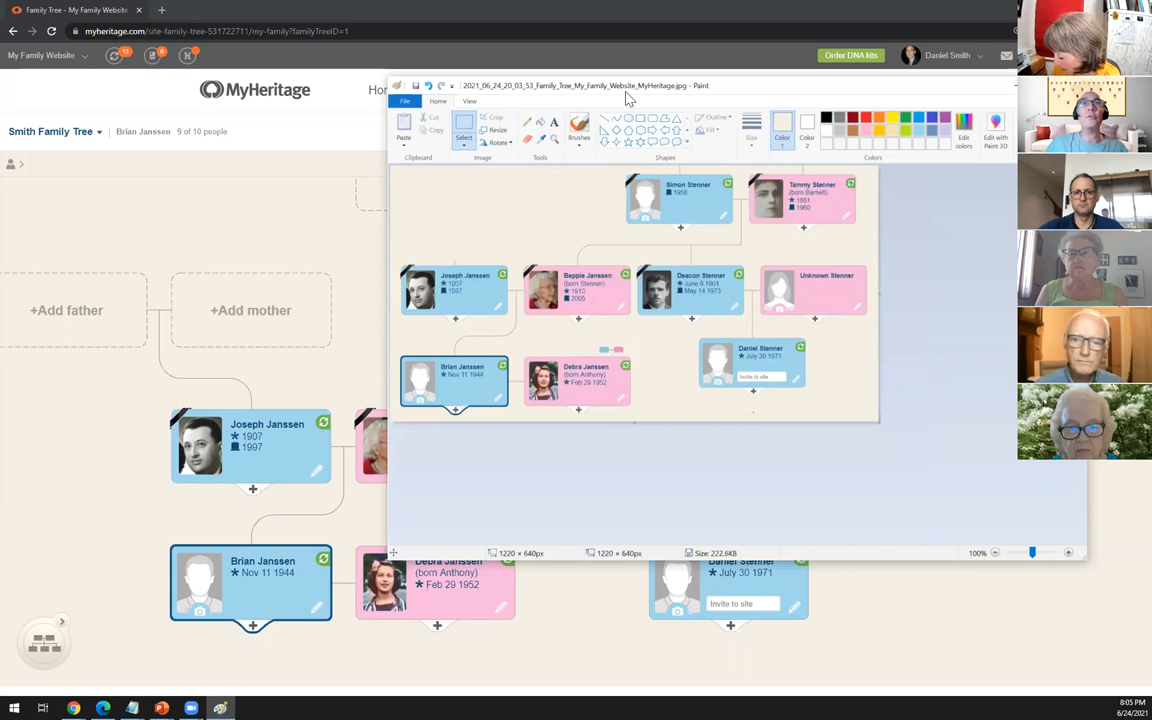 Family Tree - My Family Website
myheritage.com/site-family-tree-531722711/my-family?familyTreeID=1
My Family Website
13
6
Order DNA kits
Daniel Smith
MyHeritage
Smith Family Tree
Brian Janssen
9 of 10 people
+Add father
+Add mother
Joseph Janssen
1907
1997
Brian Janssen
Nov 11 1944
Debra Janssen
(born Anthony)
Feb 29 1952
Daniel Stenner
July 30 1971
Invite to site
2021_06_24_20_03_53_Family_Tree_My_Family_Website_MyHeritage.jpg - Paint
File
Home
View
Paste
Cut
Copy
Clipboard
Select
Crop
Resize
Rotate
Image
Tools
Brushes
Outline
Fill
Shapes
Size
Color 1
Color 2
Edit colors
Edit with Paint 3D
Colors
Simon Stenner
1958
Tammy Stenner
(born Barnett)
1881
1960
Joseph Janssen
1907
1997
Beppie Janssen
(born Stenner)
1910
2005
Deacon Stenner
June 9 1901
May 14 1973
Unknown Stenner
Brian Janssen
Nov 11 1944
Debra Janssen
(born Anthony)
Feb 29 1952
Daniel Stenner
July 30 1971
Invite to site
1220 × 640px
1220 × 640px
Size: 222.6KB
100%
8:05 PM
6/24/2021